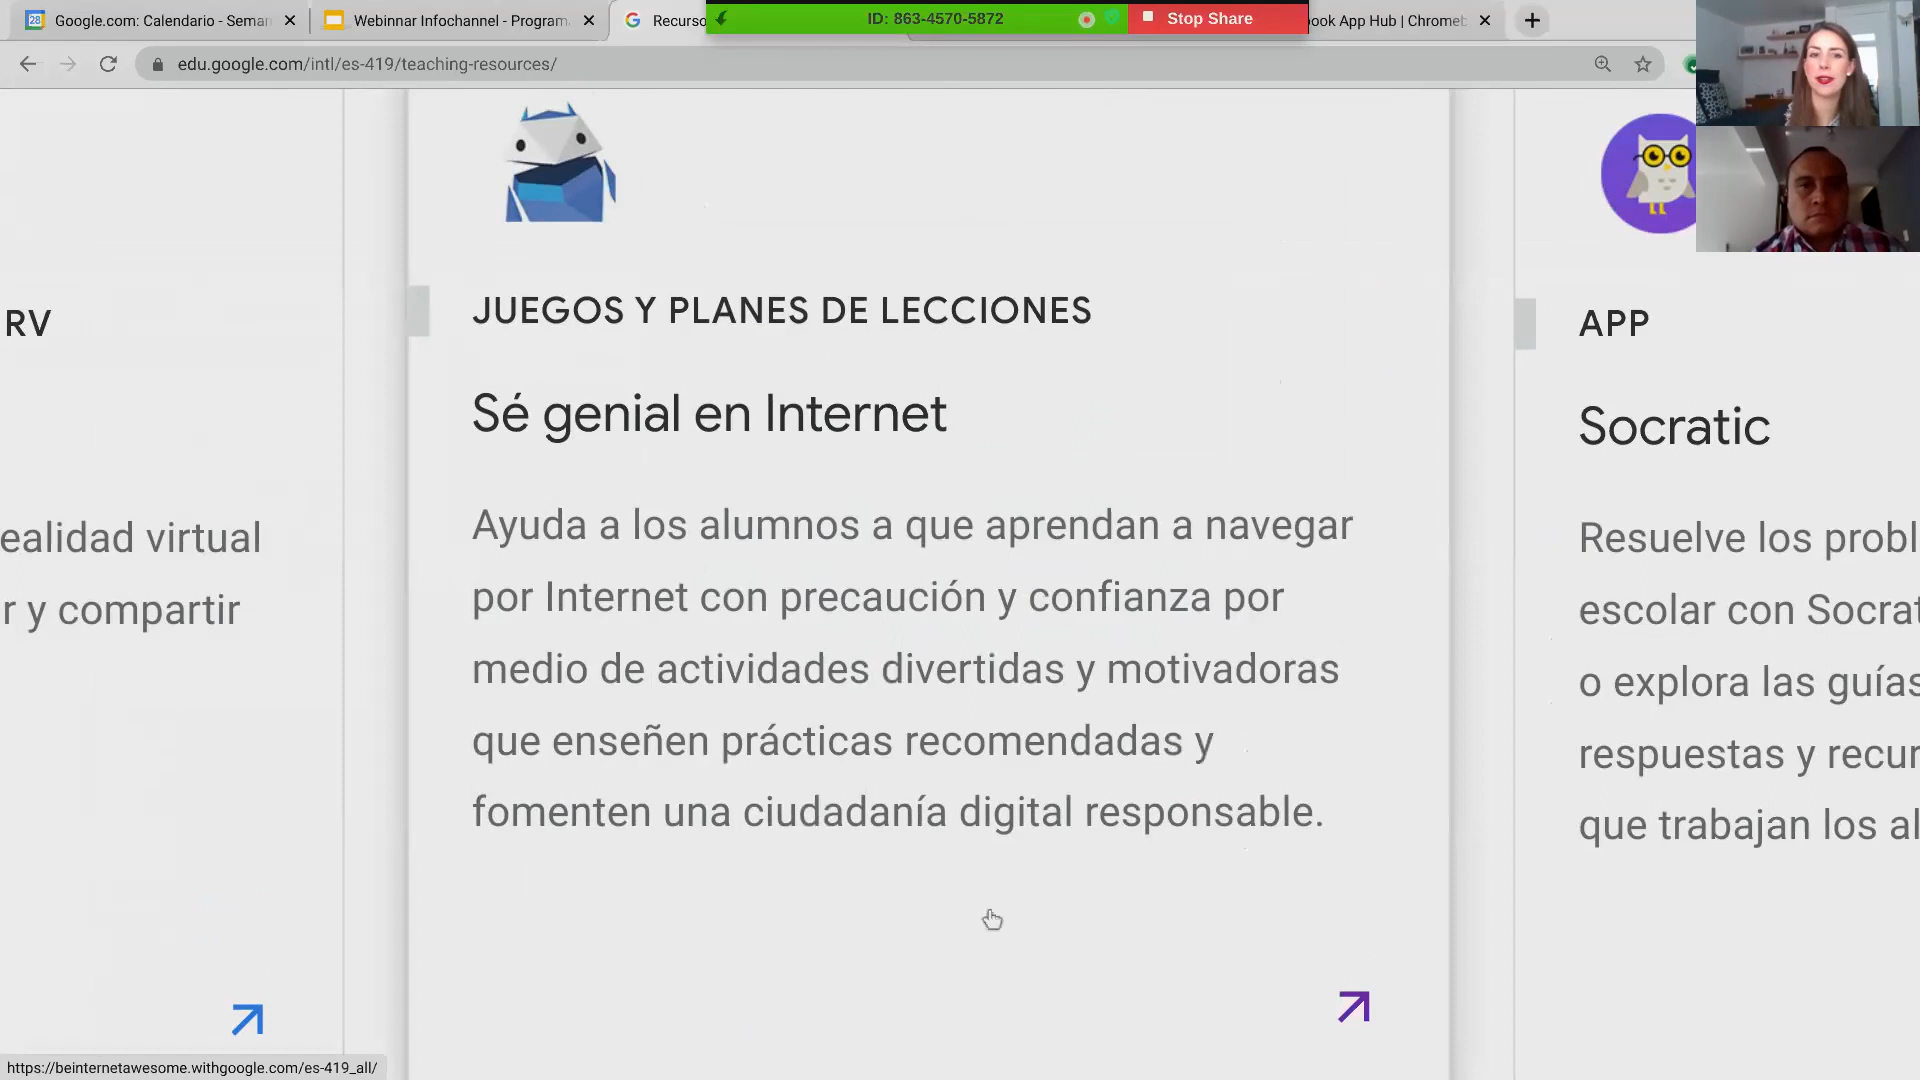 Google.com: Calendario - Seman
Webinnar Infochannel - Program
Recurso
ID: 863-4570-5872
Stop Share
ook App Hub | Chromeb
edu.google.com/intl/es-419/teaching-resources/
RV
ealidad virtual
r y compartir
JUEGOS Y PLANES DE LECCIONES
Sé genial en Internet
Ayuda a los alumnos a que aprendan a navegar
por Internet con precaución y confianza por
medio de actividades divertidas y motivadoras
que enseñen prácticas recomendadas y
fomenten una ciudadanía digital responsable.
APP
Socratic
Resuelve los probl
escolar con Socrat
o explora las guías
respuestas y recur
que trabajan los al
https://beinternetawesome.withgoogle.com/es-419_all/